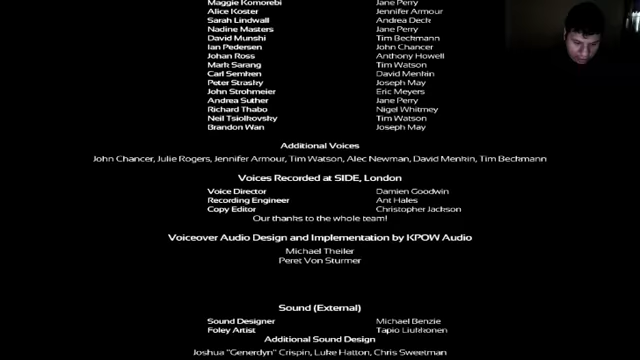 Maggie Komorebi Jane Perry
Alice Koster Jennifer Armour
Sarah Lindwall Andrea Deck
Nadine Masters Jane Perry
David Munshi Tim Beckmann
Ian Pedersen John Chancer
Johan Ross Anthony Howell
Mark Sarang Tim Watson
Carl Semken David Menkin
Peter Strasky Joseph May
John Strohmeier Eric Meyers
Andrea Suther Jane Perry
Richard Thabo Nigel Whitmey
Neil Tsiolkovsky Tim Watson
Brandon Wan Joseph May
Additional Voices
John Chancer, Julie Rogers, Jennifer Armour, Tim Watson, Alec Newman, David Menkin, Tim Beckmann
Voices Recorded at SIDE, London
Voice Director Damien Goodwin
Recording Engineer Ant Hales
Copy Editor Christopher Jackson
Our thanks to the whole team!
Voiceover Audio Design and Implementation by KPOW Audio
Michael Theiler
Peret Von Sturmer
Sound (External)
Sound Designer Michael Benzie
Foley Artist Tapio Liukkonen
Additional Sound Design
Joshua "Generdyn" Crispin, Luke Hatton, Chris Sweetman